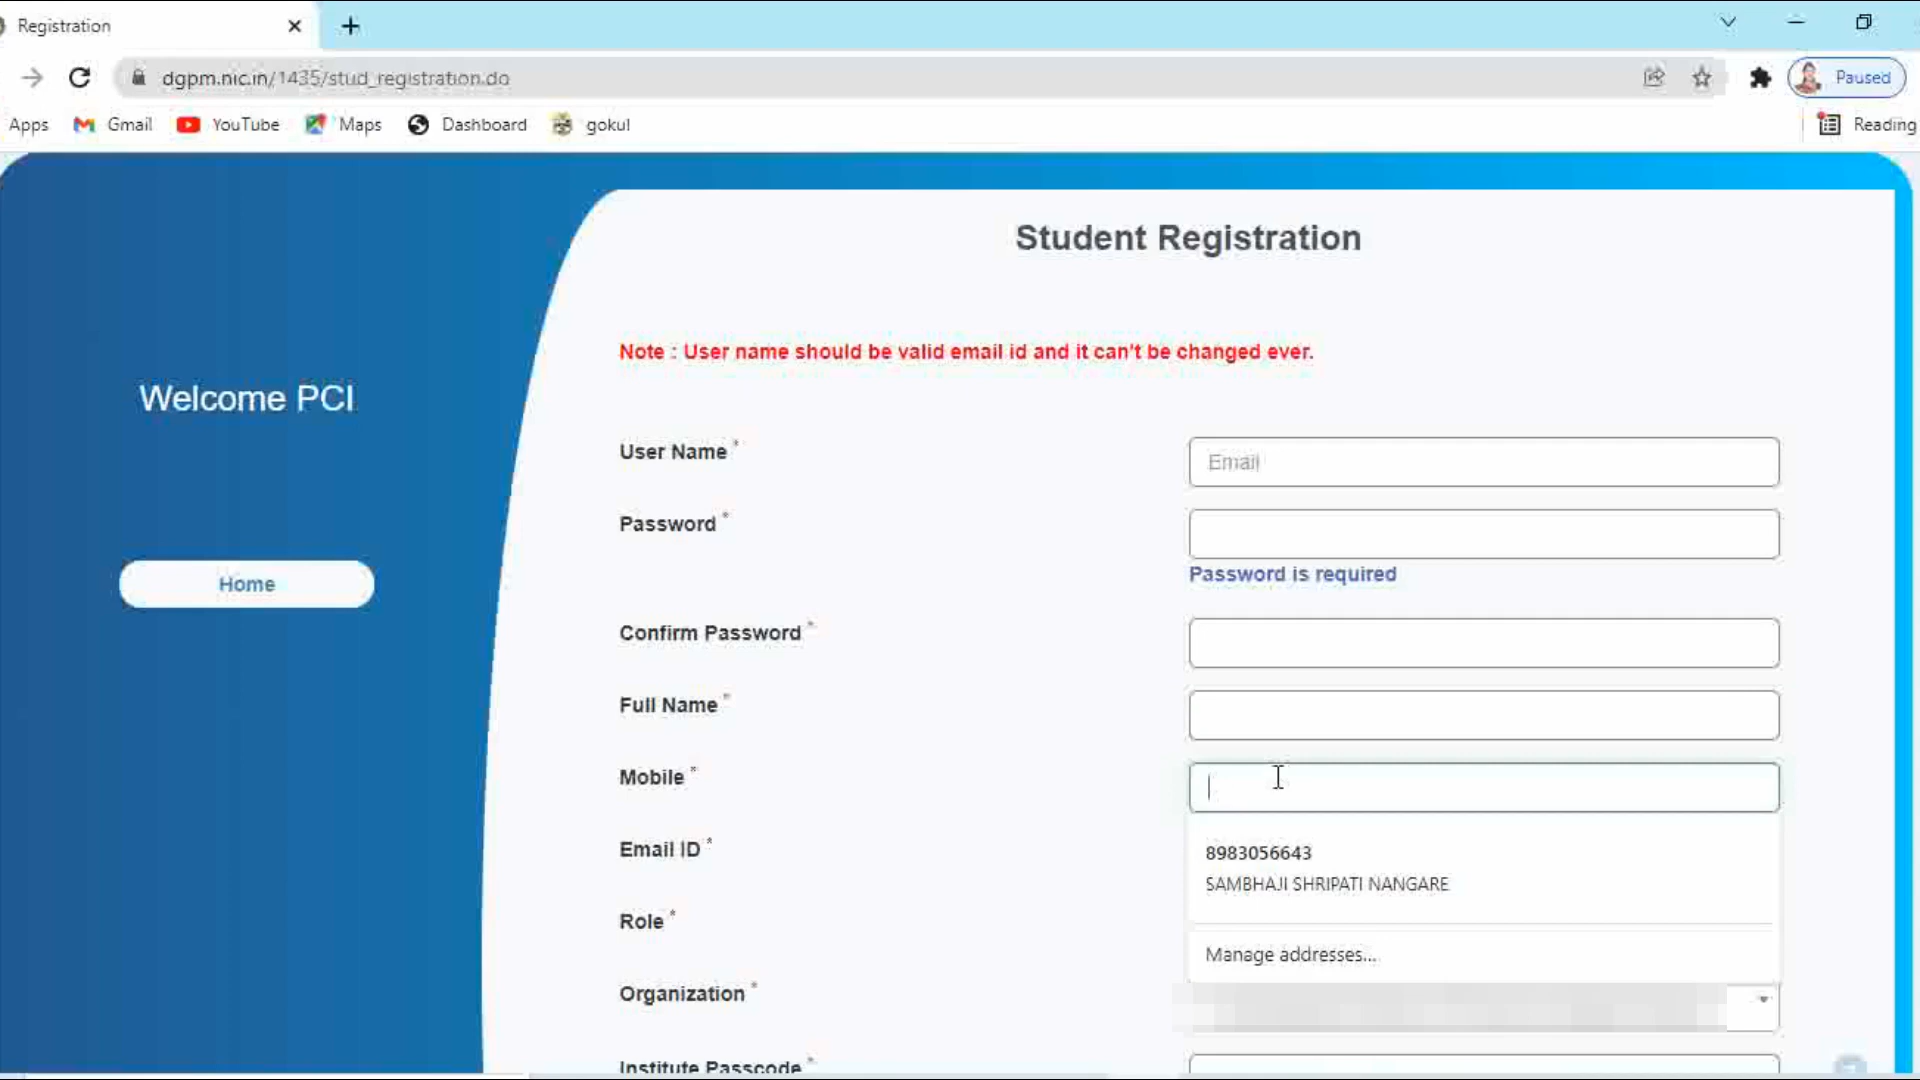 Registration
dgpm.nic.in/1435/stud_registration.do
Paused
Apps Gmail YouTube Maps Dashboard gokul Reading
Student Registration
Note : User name should be valid email id and it can't be changed ever.
Welcome PCI
Home
User Name *
Email
Password *
Password is required
Confirm Password *
Full Name *
Mobile *
Email ID *
8983056643
SAMBHAJI SHRIPATI NANGARE
Role *
Manage addresses...
Organization *
Institute Passcode *